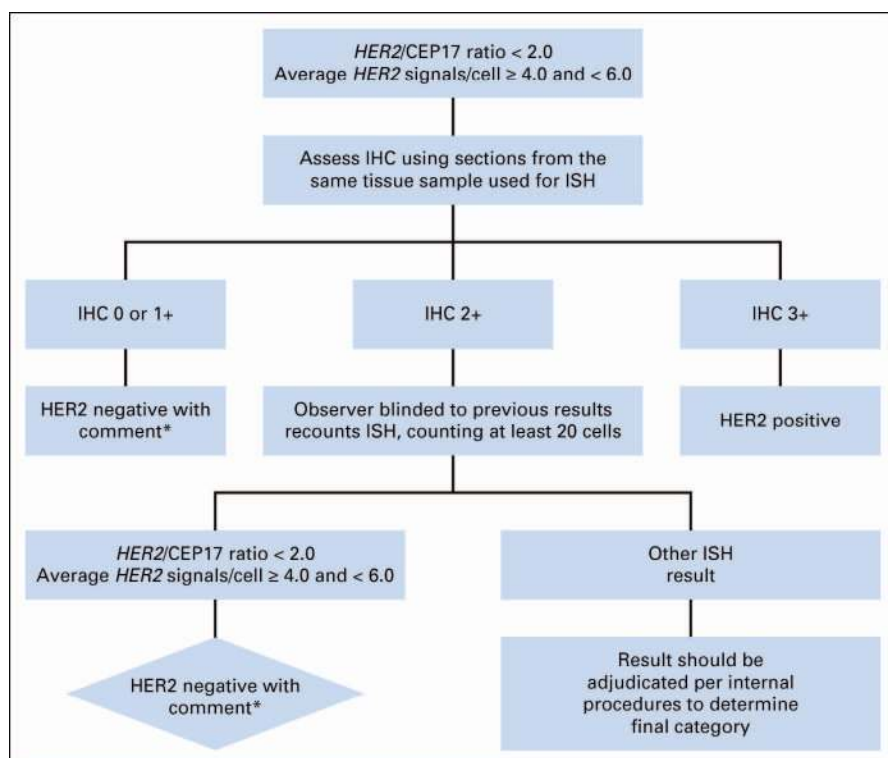 HER2/CEP17 ratio < 2.0
Average HER2 signals/cell ≥ 4.0 and < 6.0
Assess IHC using sections from the
same tissue sample used for ISH
IHC 0 or 1+
IHC 2+
IHC 3+
HER2 negative with
comment*
Observer blinded to previous results
recounts ISH, counting at least 20 cells
HER2 positive
HER2/CEP17 ratio < 2.0
Average HER2 signals/cell ≥ 4.0 and < 6.0
Other ISH
result
HER2 negative with
comment*
Result should be
adjudicated per internal
procedures to determine
final category